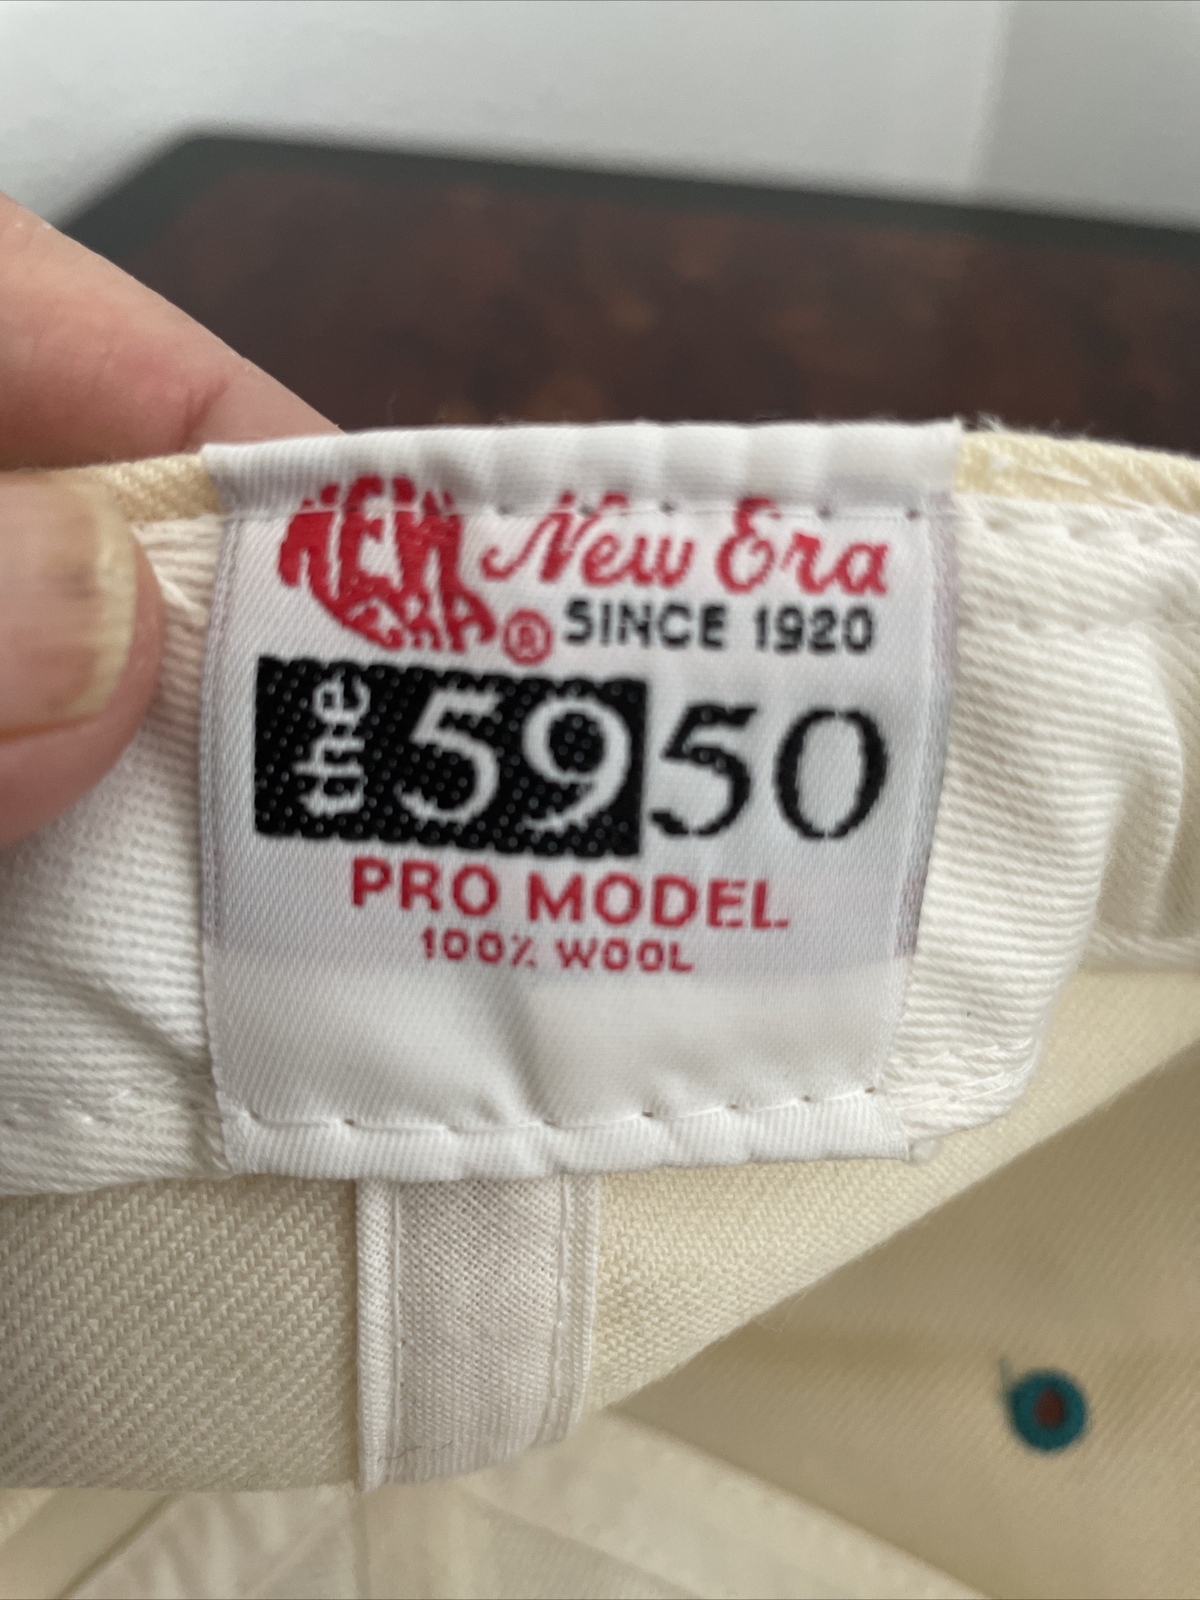 NEW ERA ® New Era
SINCE 1920
the 5950
PRO MODEL
100% WOOL